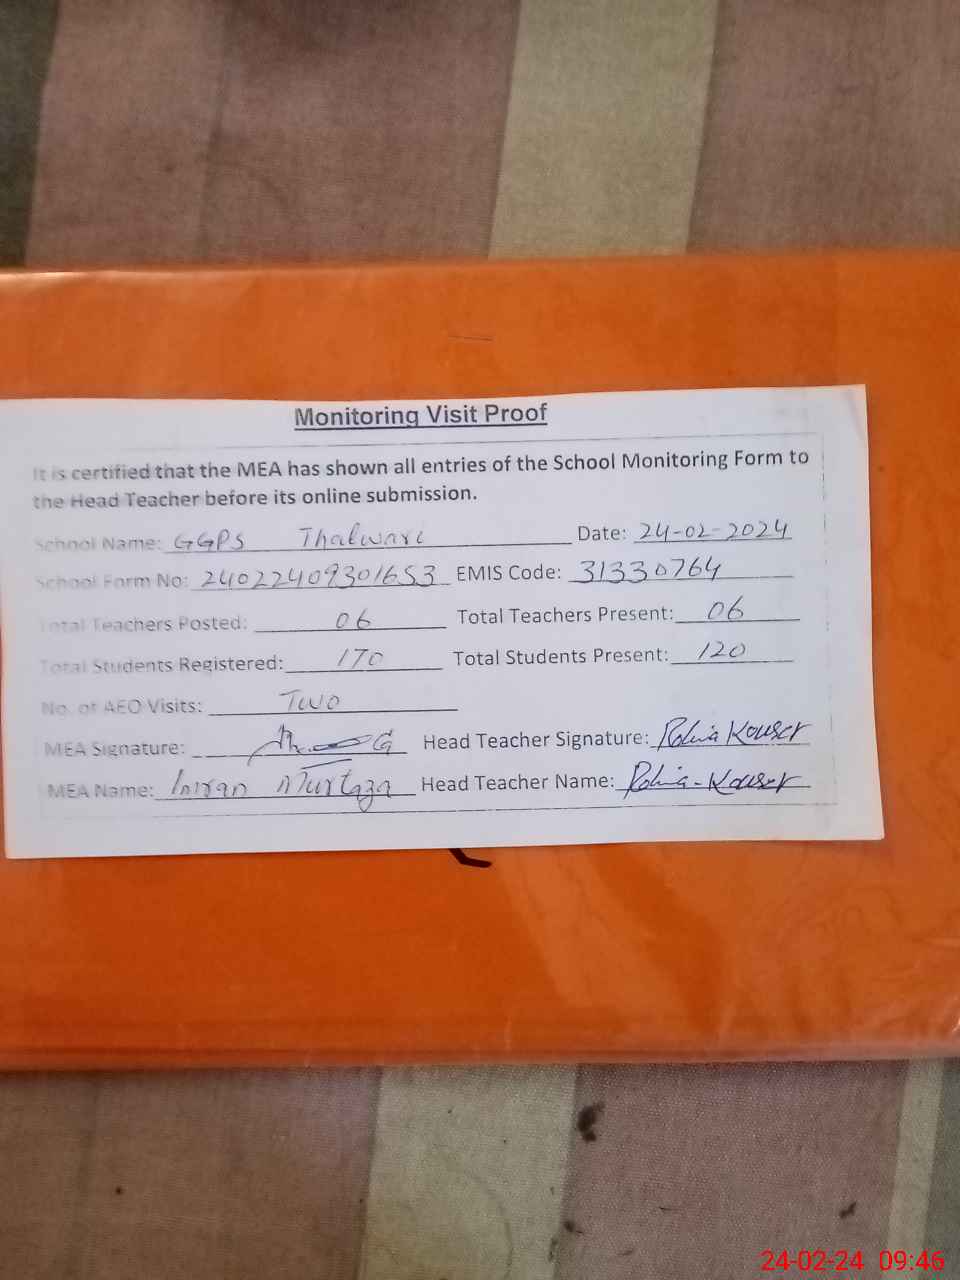 Monitoring Visit Proof
It is certified that the MEA has shown all entries of the School Monitoring Form to
the Head Teacher before its online submission.
School Name: GGPS Thalwari Date: 24-02-2024
School Form No: 24022409301653 EMIS Code: 31330764
Total Teachers Posted: 06 Total Teachers Present: 06
Total Students Registered: 170 Total Students Present: 120
No. of AEO Visits: Two
MEA Signature: Head Teacher Signature: Kouser
MEA Name: Imran Murtaza Head Teacher Name: Kouser
24-02-24 09:46